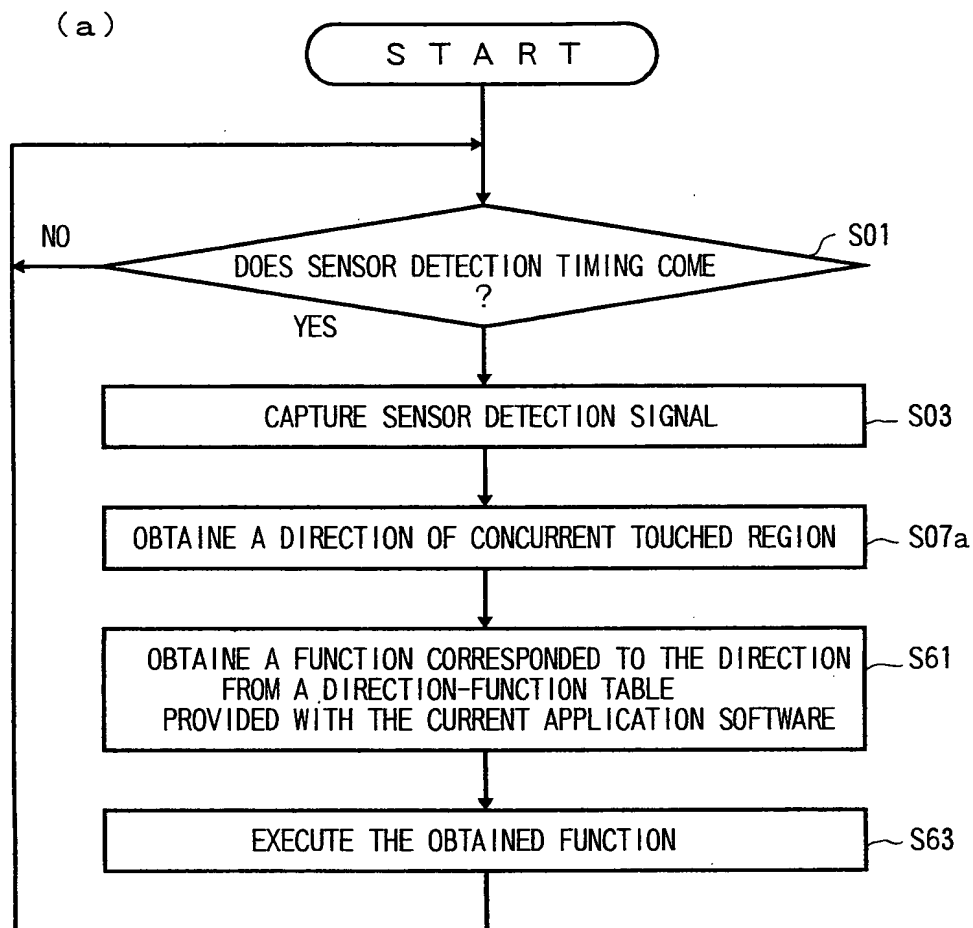 (a)
START
NO
S01
DOES SENSOR DETECTION TIMING COME
?
YES
CAPTURE SENSOR DETECTION SIGNAL
S03
OBTAINE A DIRECTION OF CONCURRENT TOUCHED REGION
S07a
OBTAINE A FUNCTION CORRESPONDED TO THE DIRECTION
S61
FROM A DIRECTION-FUNCTION TABLE
PROVIDED WITH THE CURRENT APPLICATION SOFTWARE
EXECUTE THE OBTAINED FUNCTION
S63